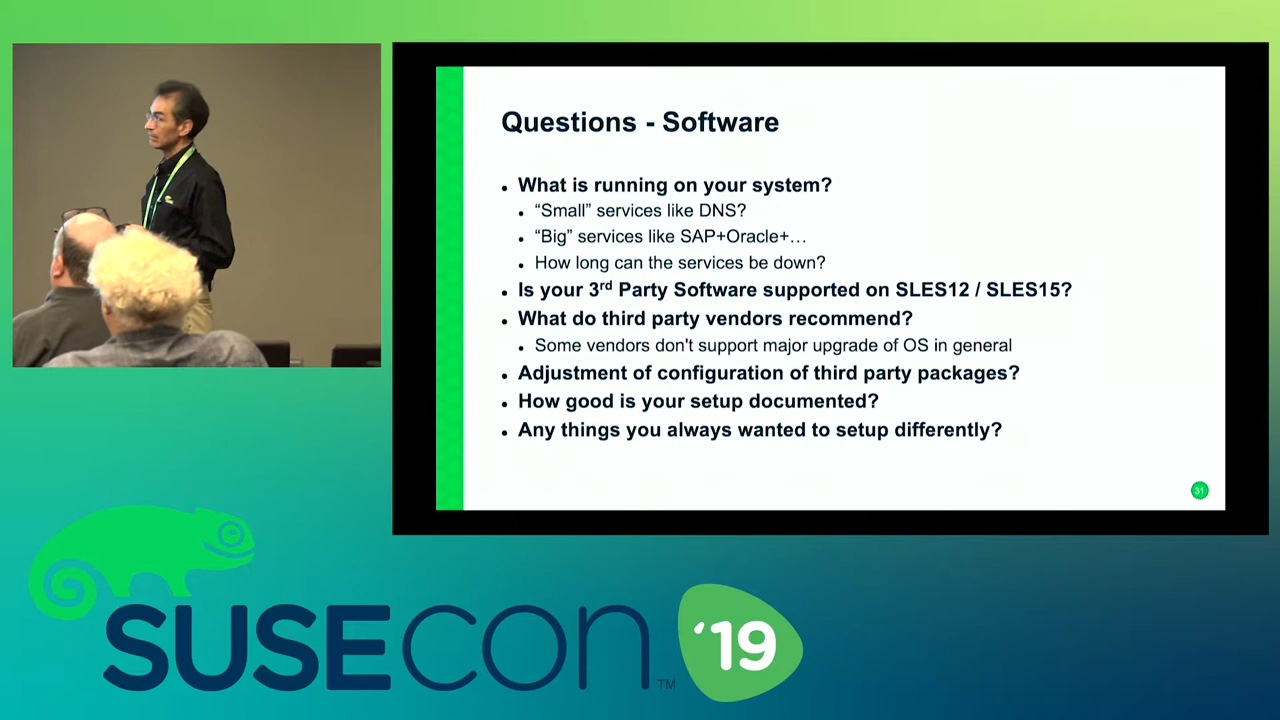 Questions - Software
• What is running on your system?
• “Small” services like DNS?
• “Big” services like SAP+Oracle+…
• How long can the services be down?
• Is your 3rd Party Software supported on SLES12 / SLES15?
• What do third party vendors recommend?
• Some vendors don't support major upgrade of OS in general
• Adjustment of configuration of third party packages?
• How good is your setup documented?
• Any things you always wanted to setup differently?
31
SUSECON ™ ‘19